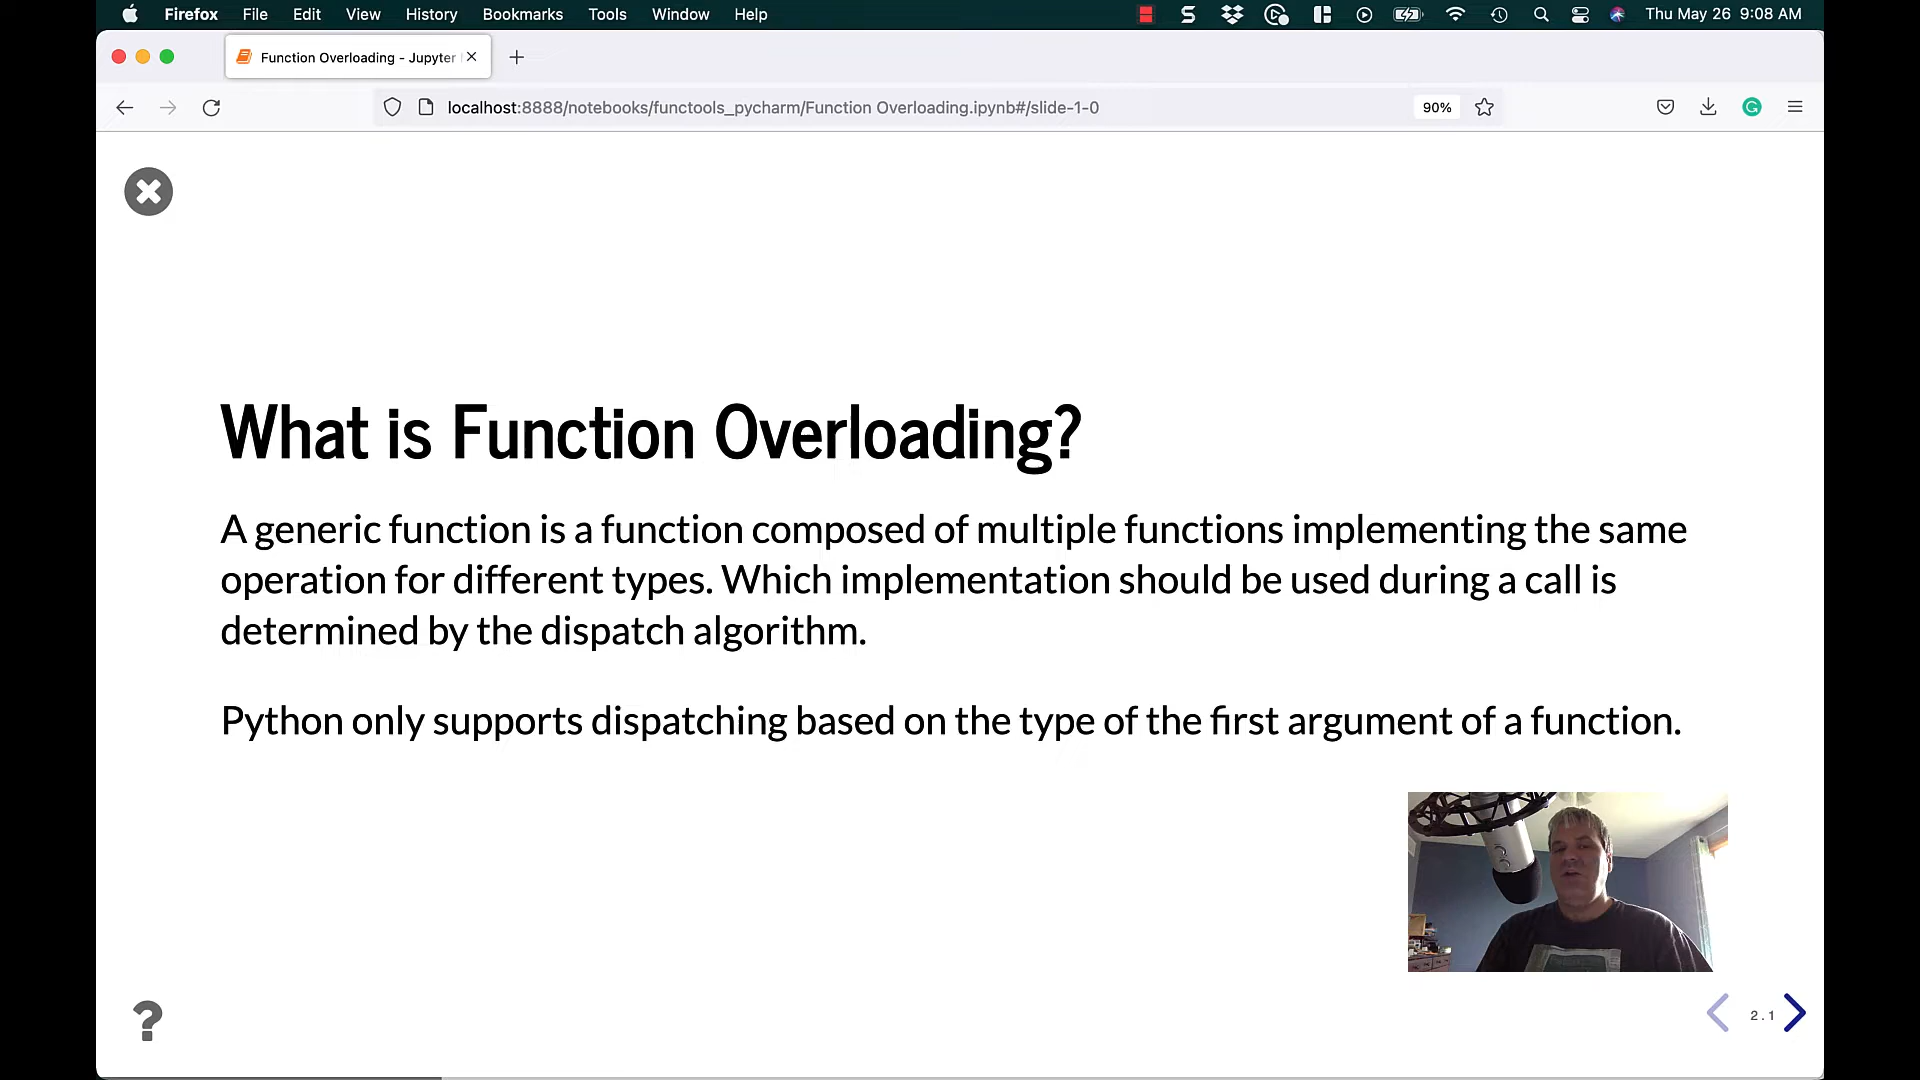 Firefox File Edit View History Bookmarks Tools Window Help Thu May 26 9:08 AM
Function Overloading - Jupyter
localhost:8888/notebooks/functools_pycharm/Function Overloading.ipynb#/slide-1-0 90%
What is Function Overloading?
A generic function is a function composed of multiple functions implementing the same
operation for different types. Which implementation should be used during a call is
determined by the dispatch algorithm.
Python only supports dispatching based on the type of the first argument of a function.
2.1